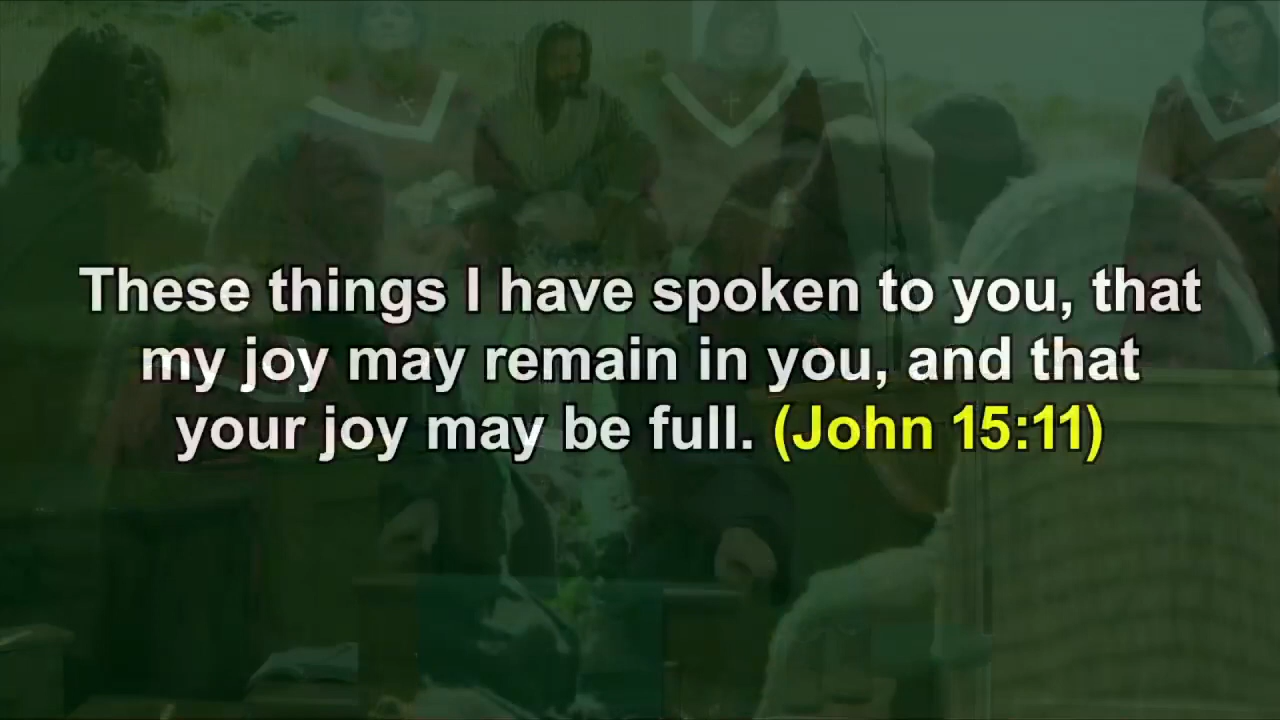 These things I have spoken to you, that
my joy may remain in you, and that
your joy may be full. (John 15:11)